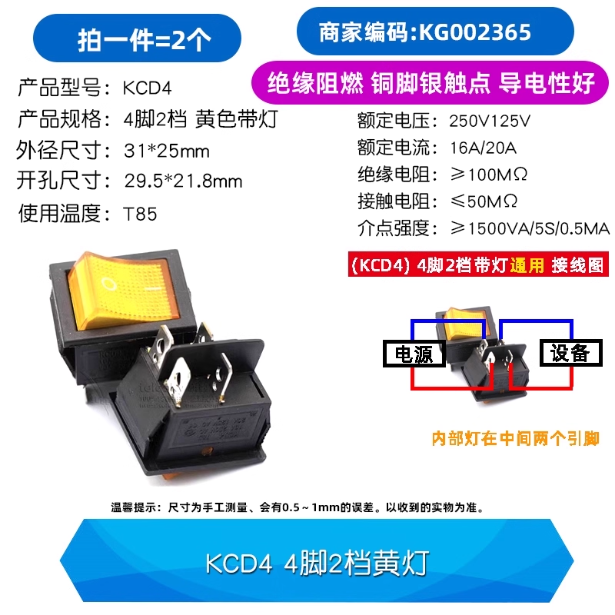 拍一件=2个
商家编码:KG002365
产品型号: KCD4
产品规格: 4脚2档 黄色带灯
外径尺寸: 31*25mm
开孔尺寸: 29.5*21.8mm
使用温度: T85
绝缘阻燃 铜脚银触点 导电性好
额定电压: 250V125V
额定电流: 16A/20A
绝缘电阻: ≥100MΩ
接触电阻: ≤50MΩ
介点强度: ≥1500VA/5S/0.5MA
(KCD4) 4脚2档带灯通用 接线图
电源
设备
内部灯在中间两个引脚
温馨提示: 尺寸为手工测量、会有0.5~1mm的误差。以收到的实物为准。
KCD4 4脚2档黄灯